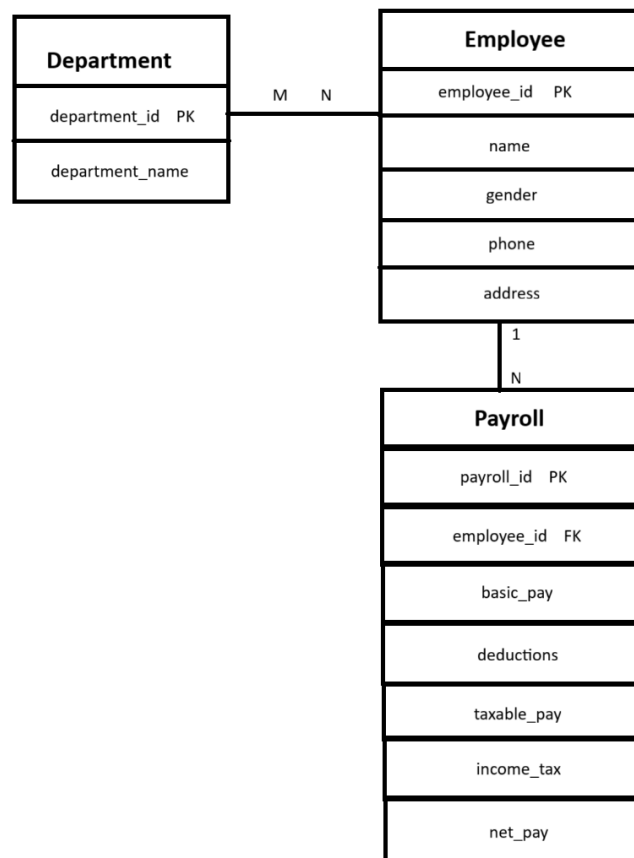 Department
department_id PK
department_name
M N
Employee
employee_id PK
name
gender
phone
address
1
N
Payroll
payroll_id PK
employee_id FK
basic_pay
deductions
taxable_pay
income_tax
net_pay